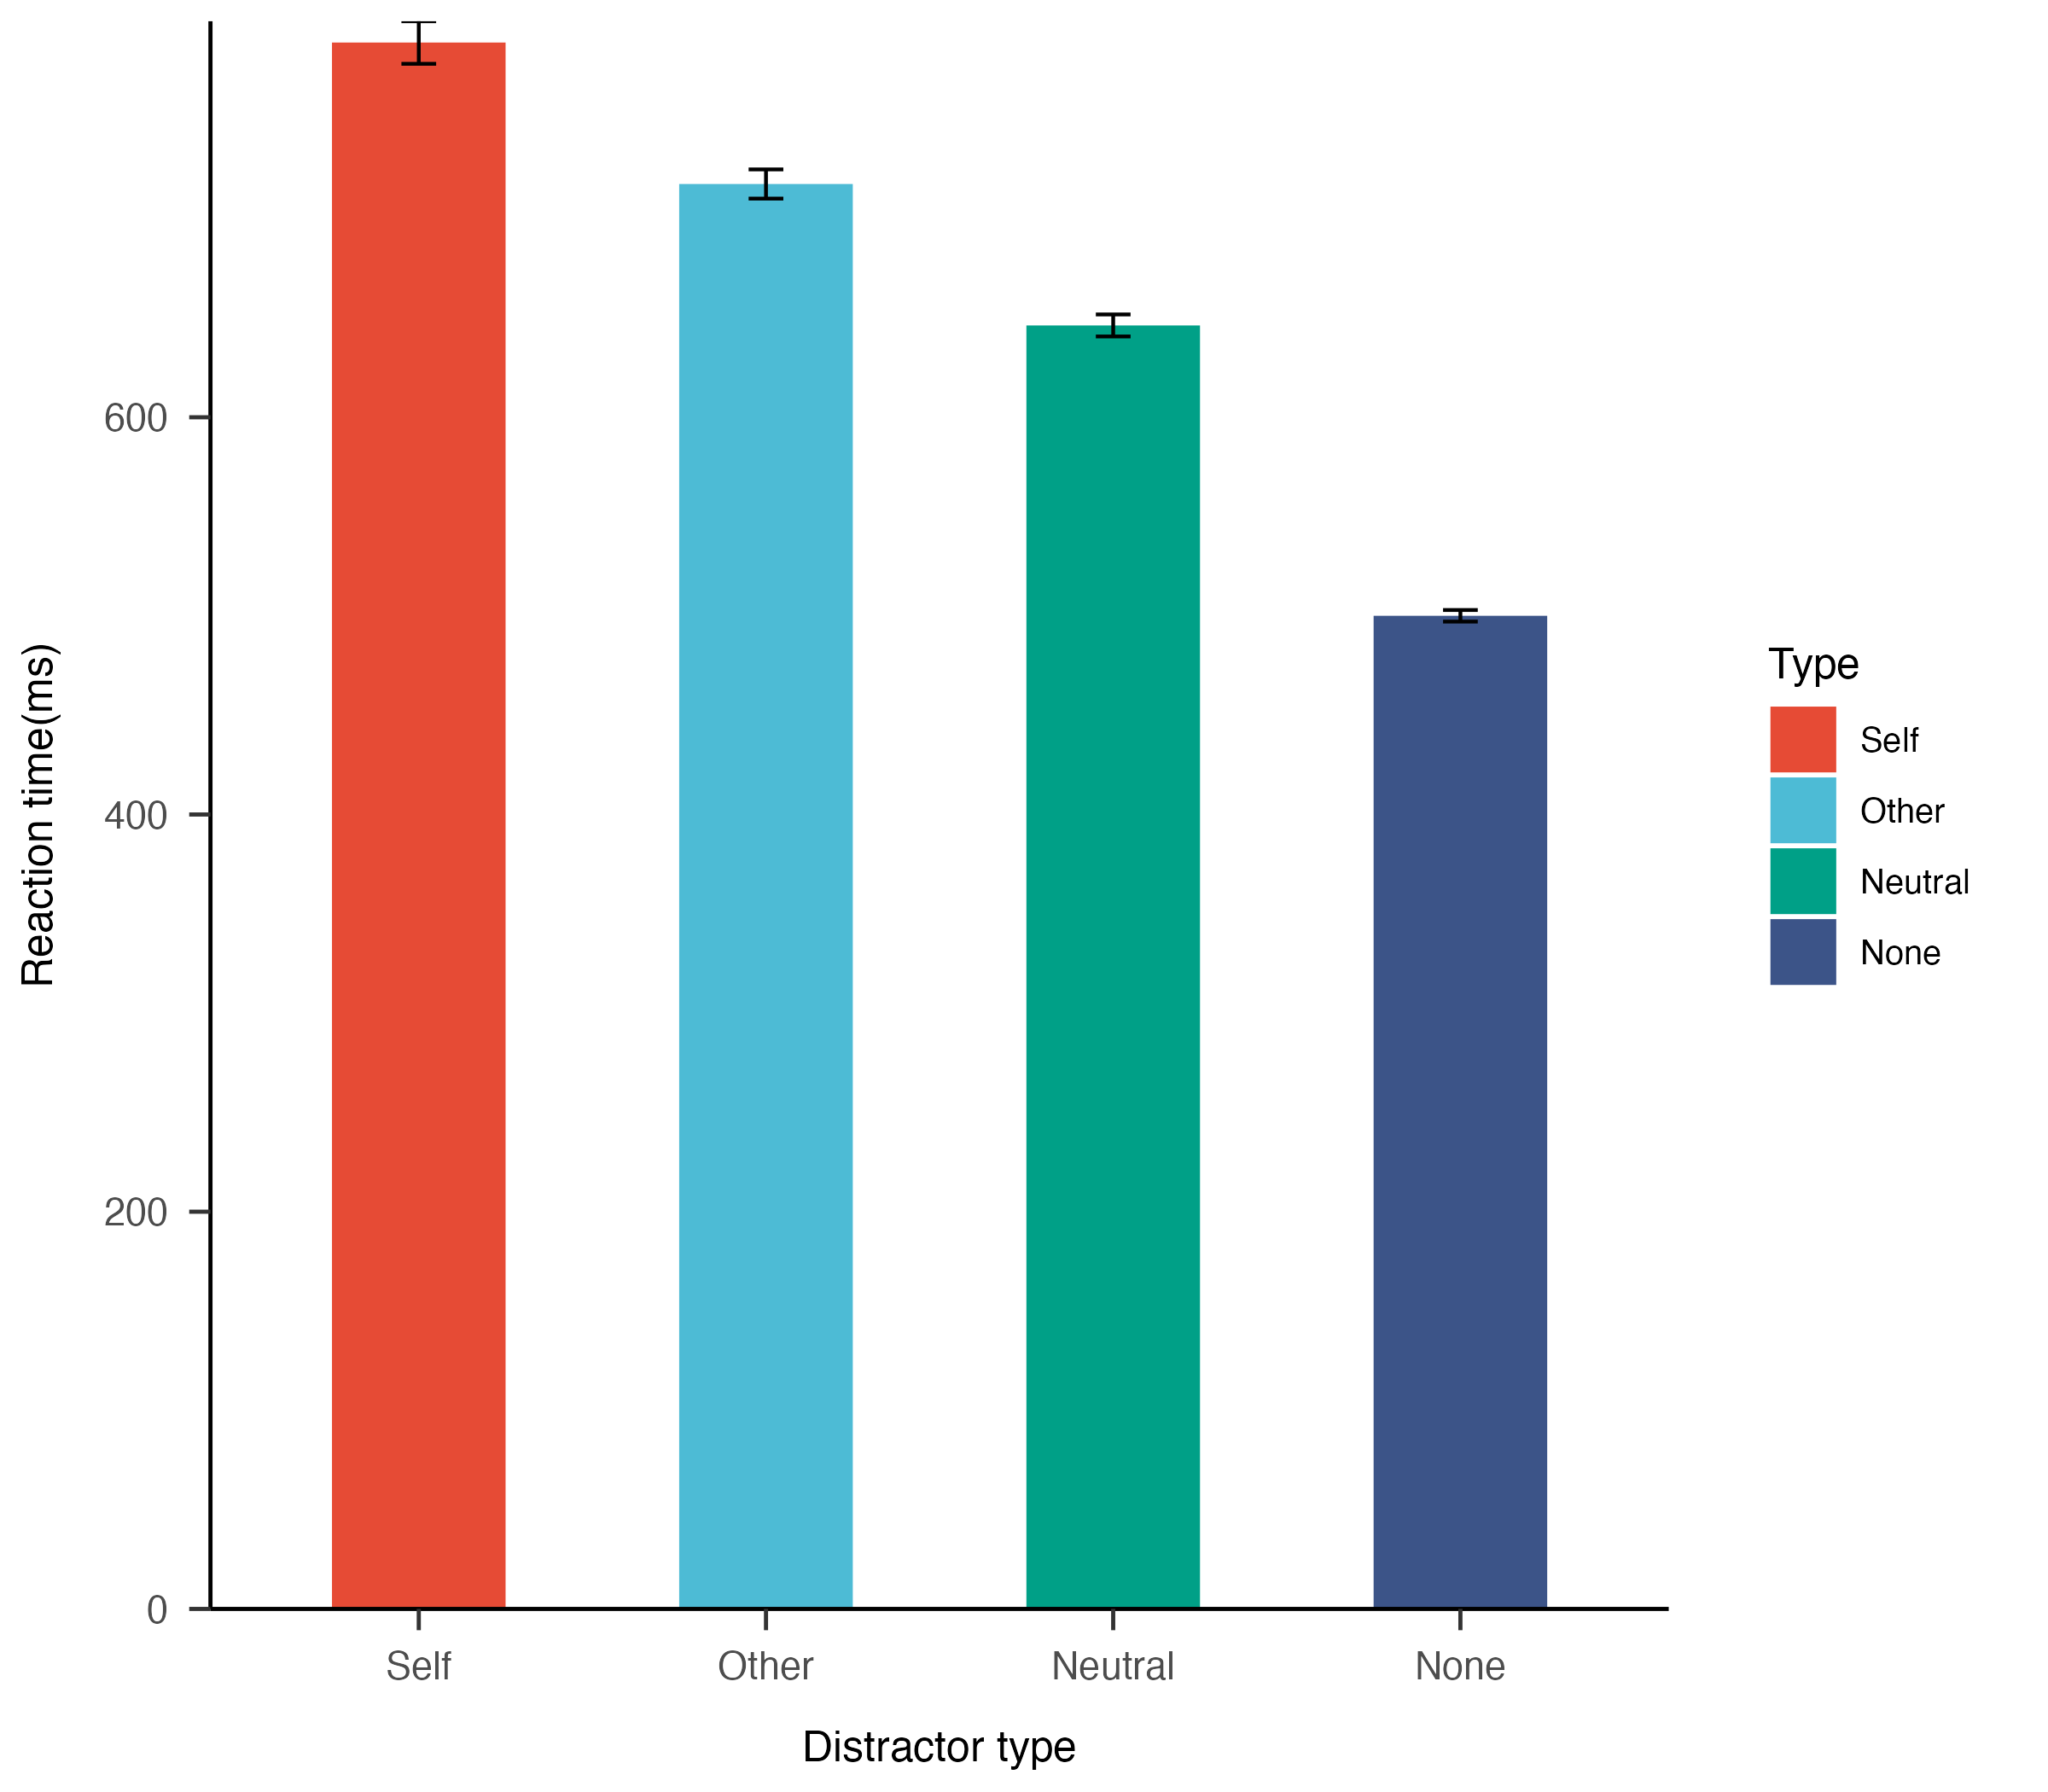 Reaction time(ms)
600
400
200
0
Self
Other
Neutral
None
Distractor type
Type
Self
Other
Neutral
None